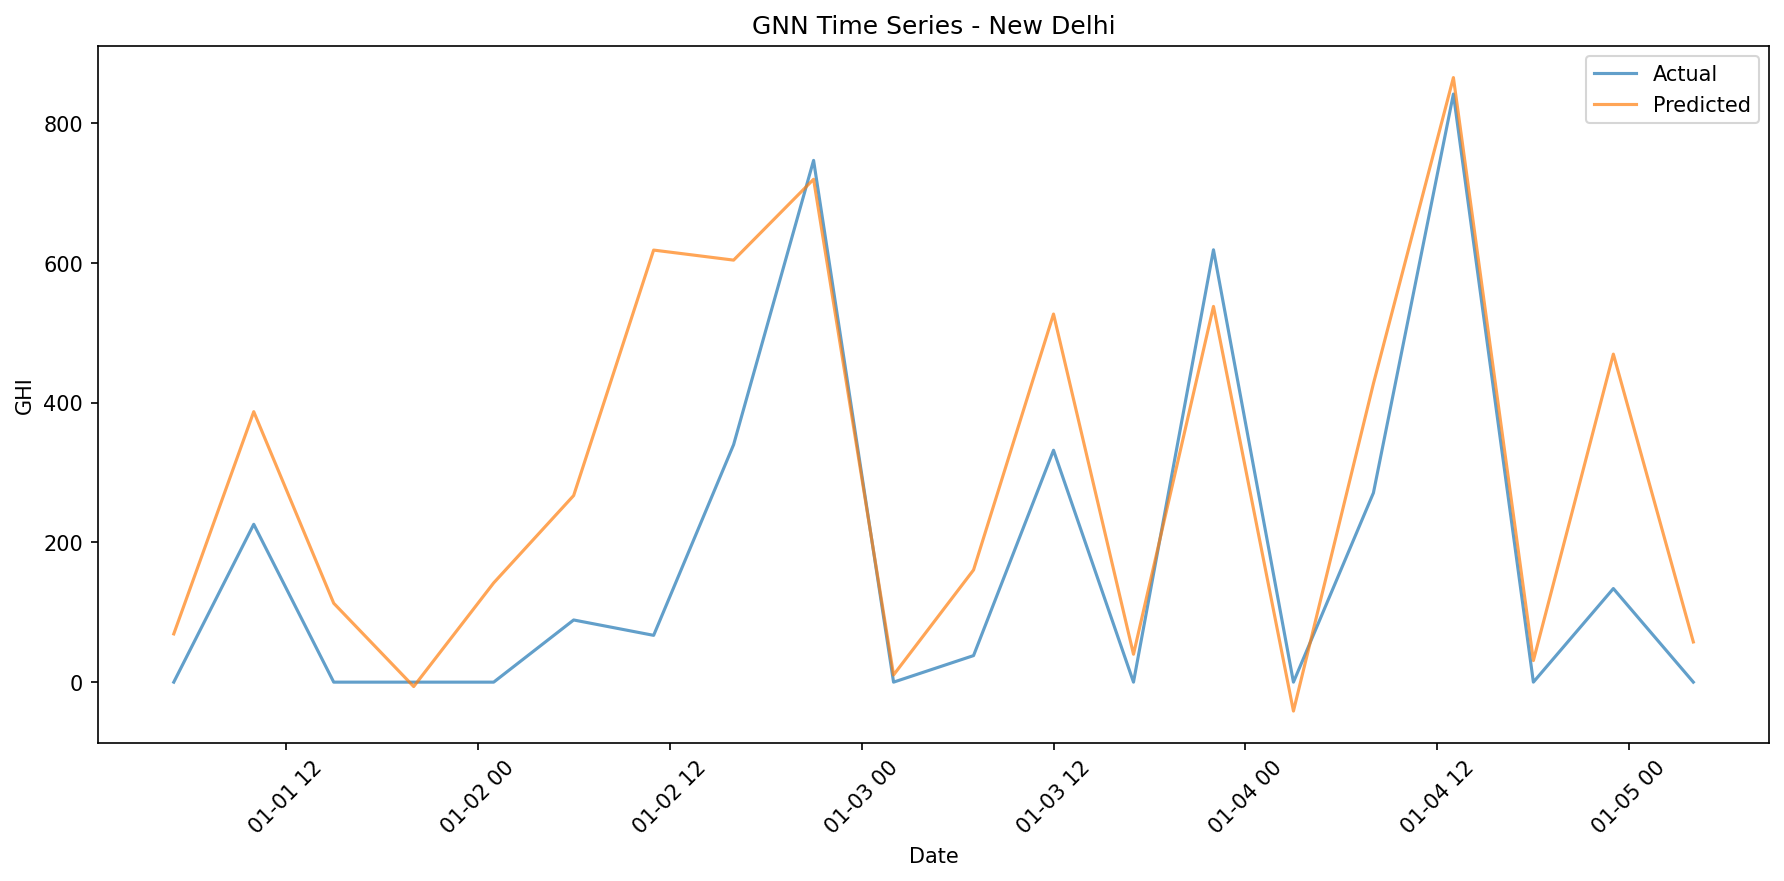 GNN Time Series - New Delhi
Actual
Predicted
GHI
800
600
400
200
0
01-01 12
01-02 00
01-02 12
01-03 00
01-03 12
01-04 00
01-04 12
01-05 00
Date